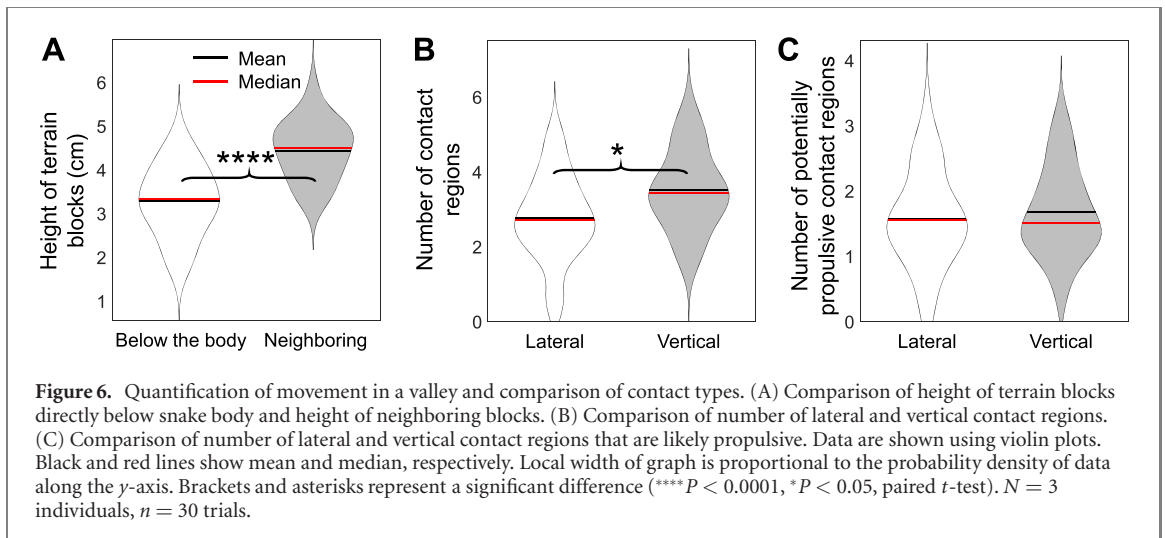 A
B
C
Mean
Median
Height of terrain
blocks (cm)
6
5
4
3
2
1
****
Below the body
Neighboring
Number of contact
regions
6
4
2
0
*
Lateral
Vertical
Number of potentially
propulsive contact regions
4
3
2
1
0
Lateral
Vertical
Figure 6. Quantification of movement in a valley and comparison of contact types. (A) Comparison of height of terrain blocks
directly below snake body and height of neighboring blocks. (B) Comparison of number of lateral and vertical contact regions.
(C) Comparison of number of lateral and vertical contact regions that are likely propulsive. Data are shown using violin plots.
Black and red lines show mean and median, respectively. Local width of graph is proportional to the probability density of data
along the y-axis. Brackets and asterisks represent a significant difference (****P < 0.0001, *P < 0.05, paired t-test). N = 3
individuals, n = 30 trials.